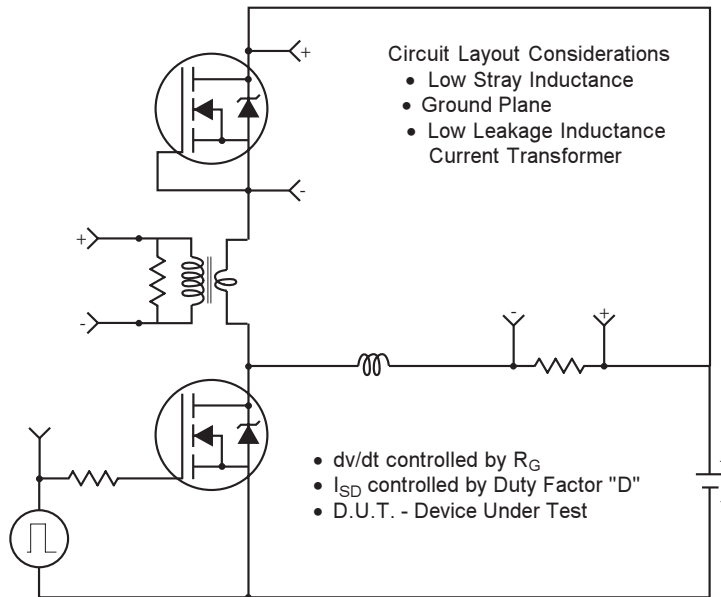 +
Circuit Layout Considerations
• Low Stray Inductance
• Ground Plane
• Low Leakage Inductance
Current Transformer
-
+
-
-
+
• dv/dt controlled by RG
• ISD controlled by Duty Factor "D"
• D.U.T. - Device Under Test